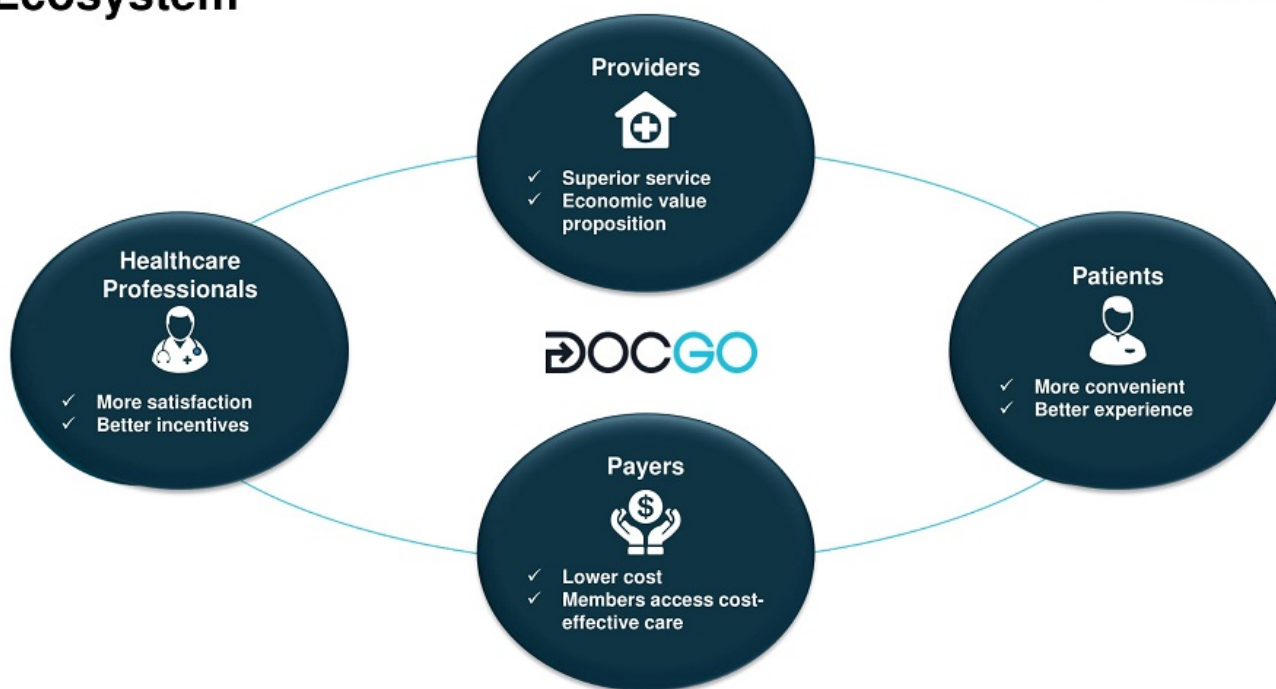 Ecosystem
Providers
✓ Superior service
✓ Economic value
proposition
Healthcare
Professionals
✓ More satisfaction
✓ Better incentives
Patients
✓ More convenient
✓ Better experience
DOCGO
Payers
$
✓ Lower cost
✓ Members access cost-
effective care